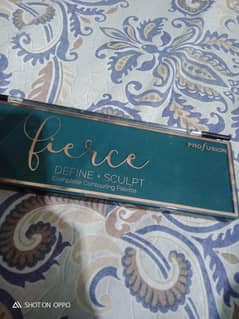 PROFUSION
fierce
DEFINE + SCULPT
Complete Contouring Palette
SHOT ON OPPO